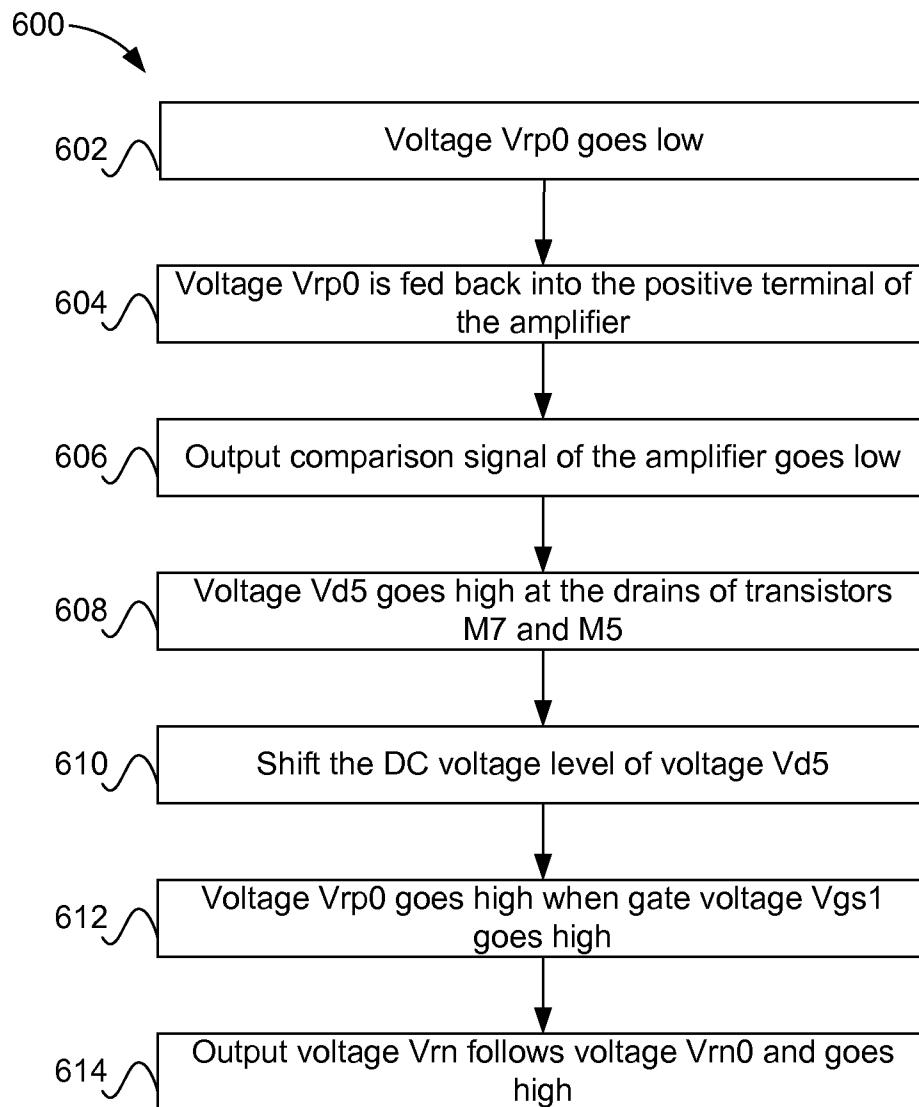 600
602
Voltage Vrp0 goes low
604
Voltage Vrp0 is fed back into the positive terminal of
the amplifier
606
Output comparison signal of the amplifier goes low
608
Voltage Vd5 goes high at the drains of transistors
M7 and M5
610
Shift the DC voltage level of voltage Vd5
612
Voltage Vrp0 goes high when gate voltage Vgs1
goes high
614
Output voltage Vrn follows voltage Vrn0 and goes
high